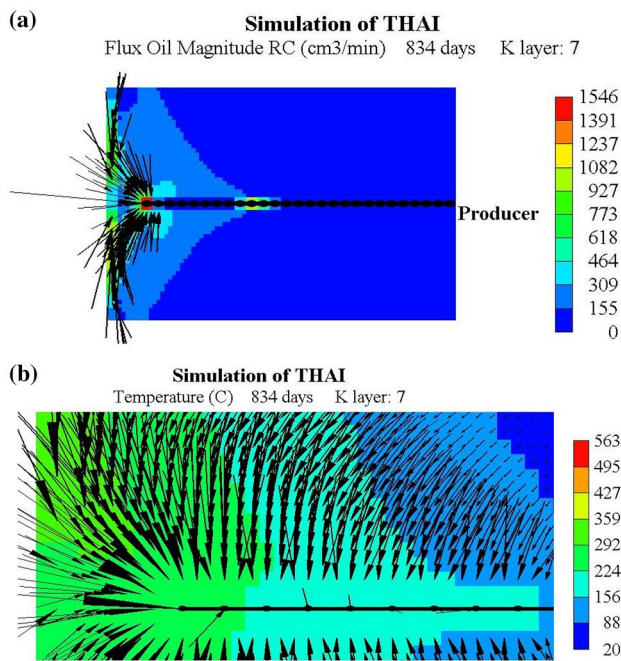 (a)
Simulation of THAI
Flux Oil Magnitude RC (cm3/min) 834 days K layer: 7
1546
1391
1237
1082
927
773
618
464
309
155
0
Producer
(b)
Simulation of THAI
Temperature (C) 834 days K layer: 7
563
495
427
359
292
224
156
88
20